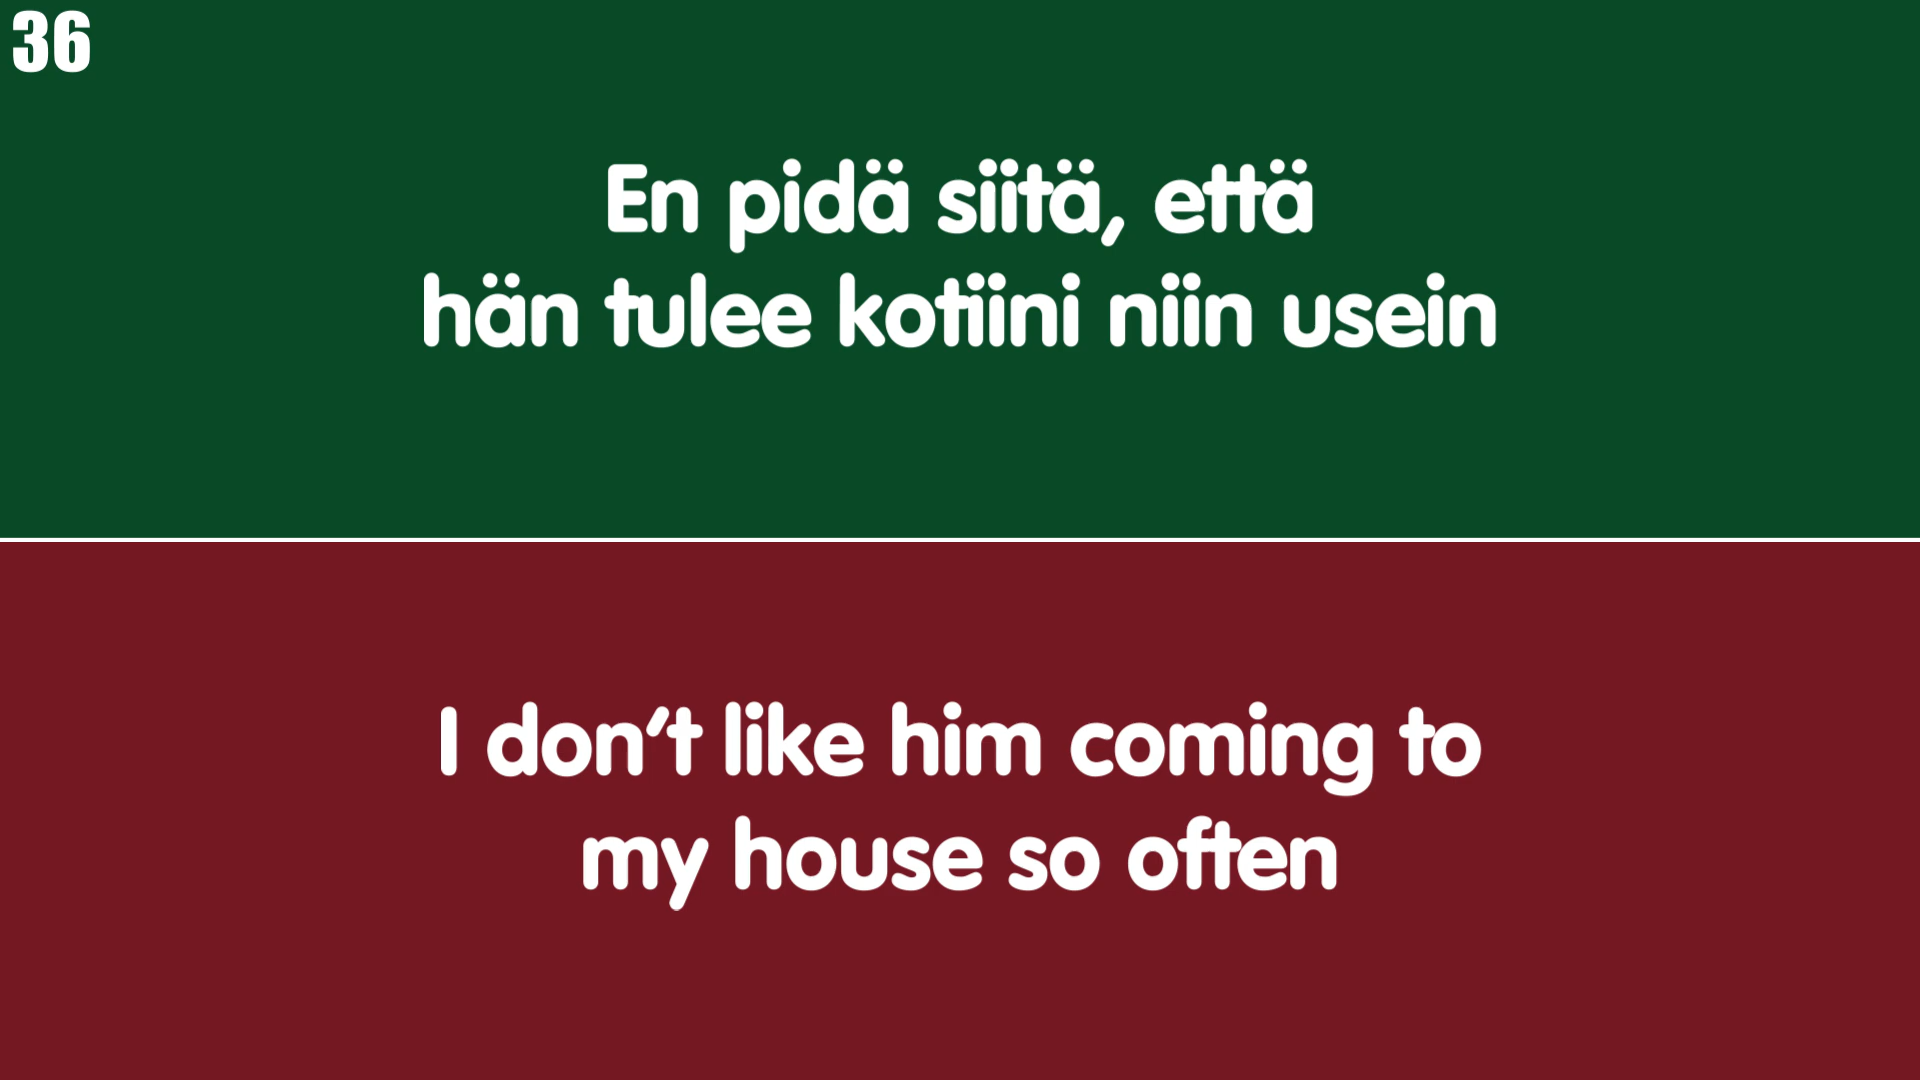 36
En pidä siitä, että
hän tulee kotiini niin usein
I don't like him coming to
my house so often